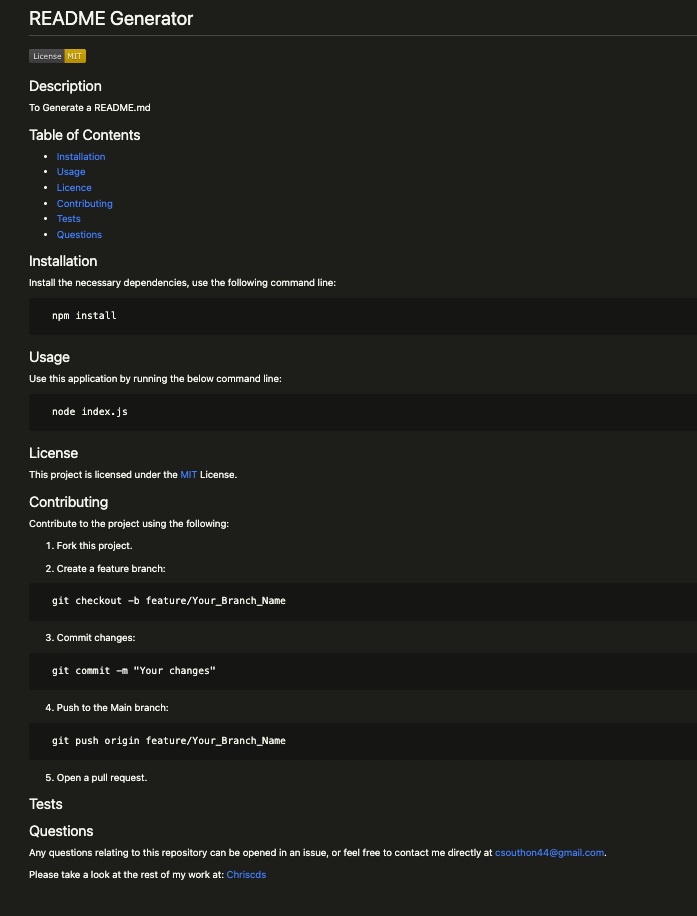 README Generator
License MIT
Description
To Generate a README.md
Table of Contents
• Installation
• Usage
• Licence
• Contributing
• Tests
• Questions
Installation
Install the necessary dependencies, use the following command line:
npm install
Usage
Use this application by running the below command line:
node index.js
License
This project is licensed under the MIT License.
Contributing
Contribute to the project using the following:
1. Fork this project.
2. Create a feature branch:
git checkout -b feature/Your_Branch_Name
3. Commit changes:
git commit -m "Your changes"
4. Push to the Main branch:
git push origin feature/Your_Branch_Name
5. Open a pull request.
Tests
Questions
Any questions relating to this repository can be opened in an issue, or feel free to contact me directly at csouthon44@gmail.com.
Please take a look at the rest of my work at: Chriscds